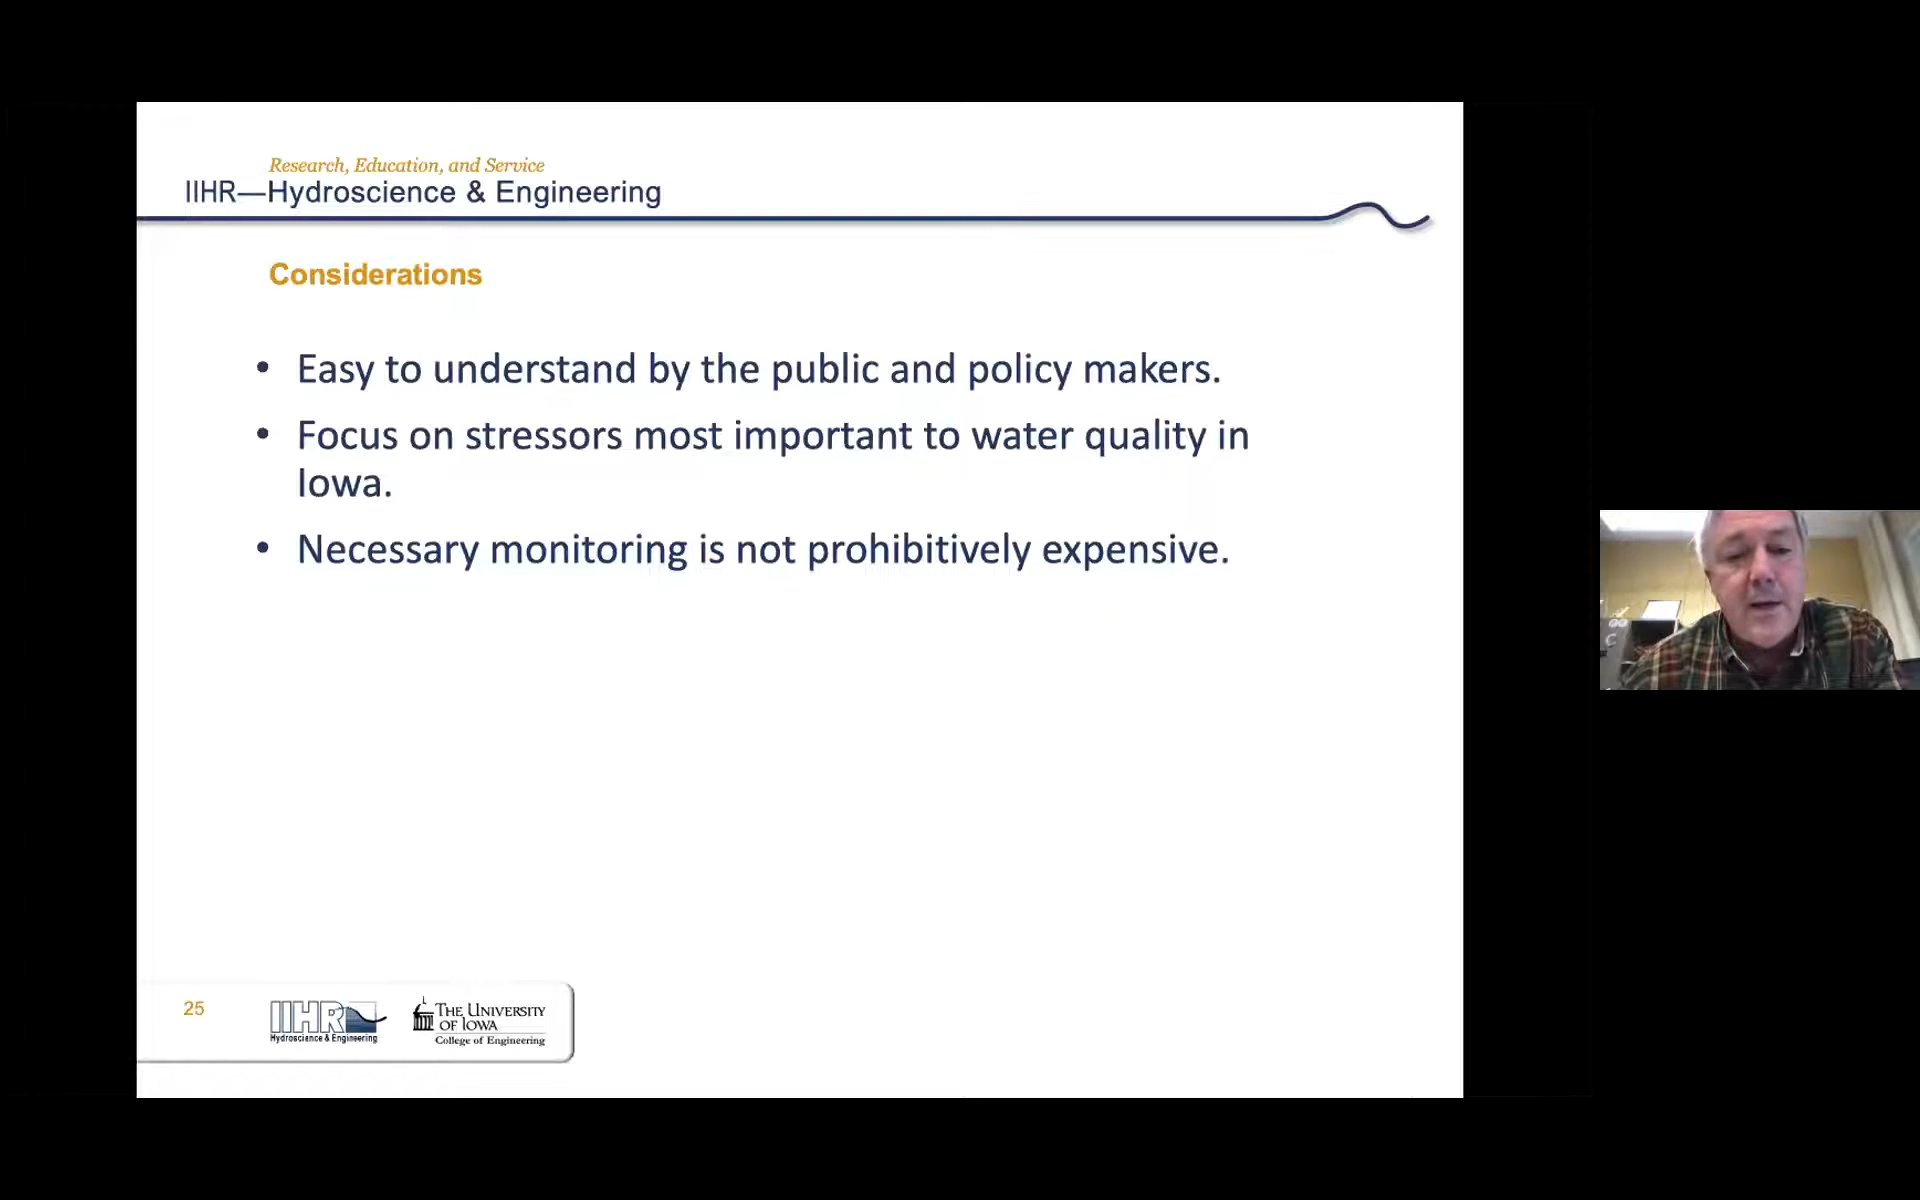 Research, Education, and Service
IIHR—Hydroscience & Engineering
Considerations
• Easy to understand by the public and policy makers.
• Focus on stressors most important to water quality in
Iowa.
• Necessary monitoring is not prohibitively expensive.
25
IIHR
Hydroscience & Engineering
THE UNIVERSITY
OF IOWA
College of Engineering